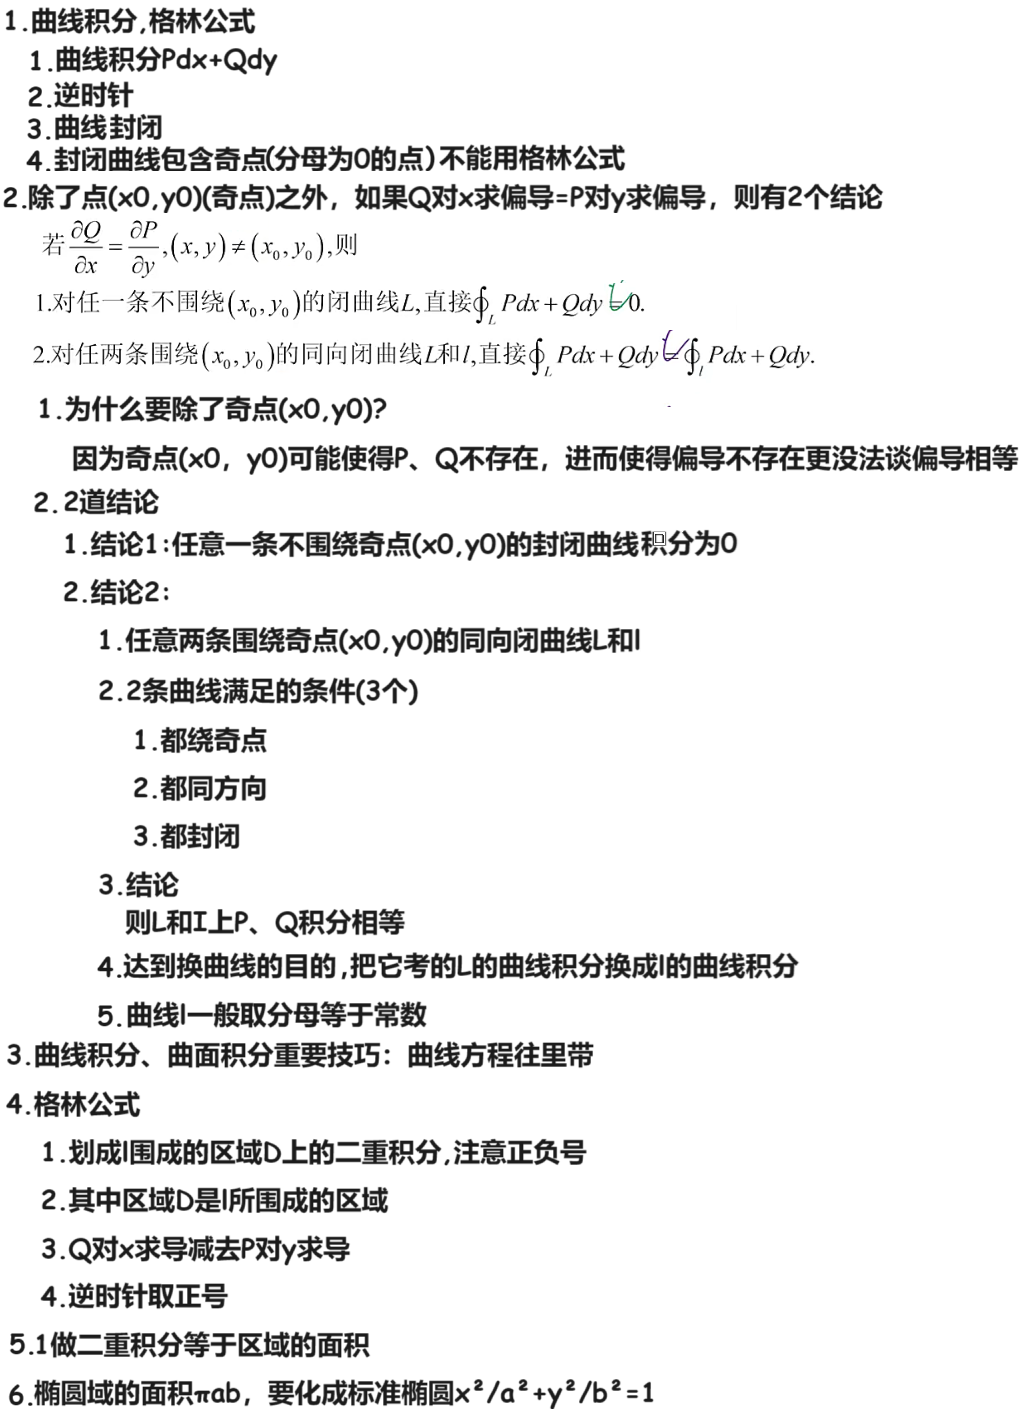 1.曲线积分,格林公式
1.曲线积分Pdx+Qdy
2.逆时针
3.曲线封闭
4.封闭曲线包含奇点(分母为0的点)不能用格林公式
2.除了点(x0,y0)(奇点)之外，如果Q对x求偏导=P对y求偏导，则有2个结论
若∂Q/∂x=∂P/∂y,(x,y)≠(x₀,y₀),则
1.对任一条不围绕(x₀,y₀)的闭曲线L,直接∮_L Pdx+Qdy=0.
2.对任两条围绕(x₀,y₀)的同向闭曲线L和l,直接∮_L Pdx+Qdy=∮_l Pdx+Qdy.
1.为什么要除了奇点(x0,y0)?
因为奇点(x0，y0)可能使得P、Q不存在，进而使得偏导不存在更没法谈偏导相等
2.2道结论
1.结论1:任意一条不围绕奇点(x0,y0)的封闭曲线积分为0
2.结论2:
1.任意两条围绕奇点(x0,y0)的同向闭曲线L和l
2.2条曲线满足的条件(3个)
1.都绕奇点
2.都同方向
3.都封闭
3.结论
则L和I上P、Q积分相等
4.达到换曲线的目的,把它考的L的曲线积分换成l的曲线积分
5.曲线l一般取分母等于常数
3.曲线积分、曲面积分重要技巧：曲线方程往里带
4.格林公式
1.划成l围成的区域D上的二重积分,注意正负号
2.其中区域D是l所围成的区域
3.Q对x求导减去P对y求导
4.逆时针取正号
5.1做二重积分等于区域的面积
6.椭圆域的面积πab，要化成标准椭圆x²/a²+y²/b²=1